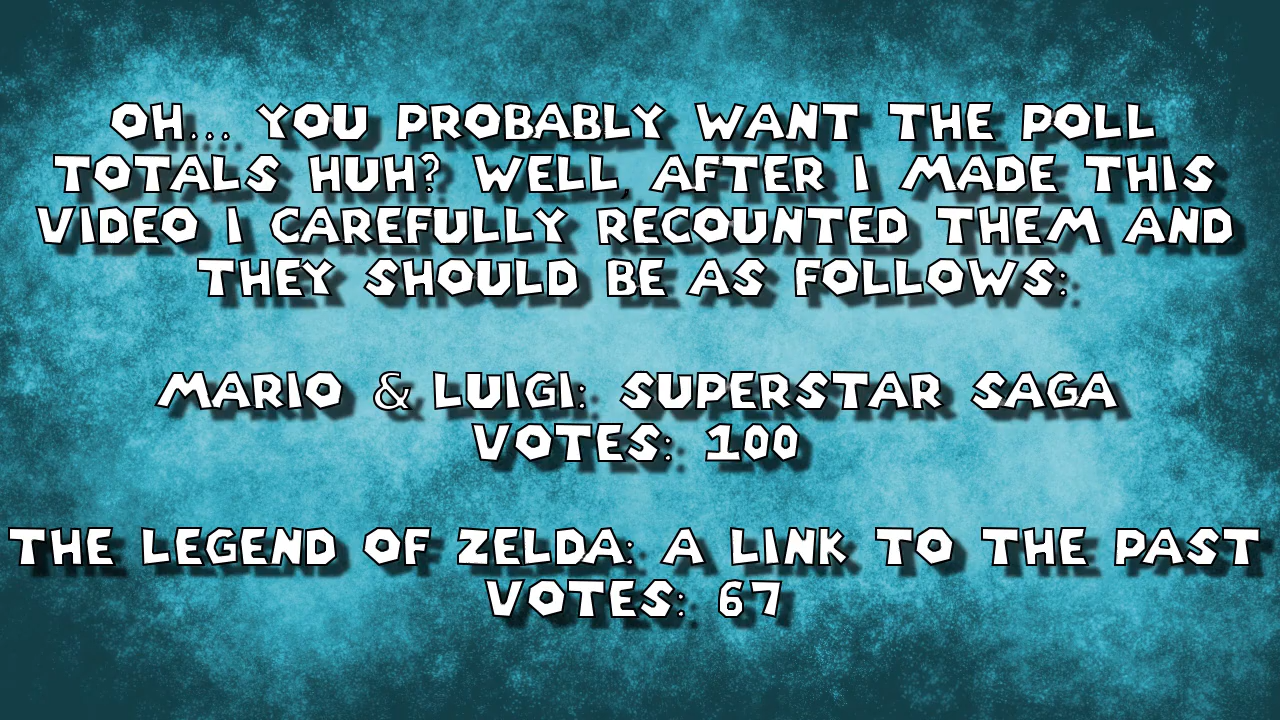 OH... YOU PROBABLY WANT THE POLL
TOTALS HUH? WELL, AFTER I MADE THIS
VIDEO I CAREFULLY RECOUNTED THEM AND
THEY SHOULD BE AS FOLLOWS:
MARIO & LUIGI: SUPERSTAR SAGA
VOTES: 100
THE LEGEND OF ZELDA: A LINK TO THE PAST
VOTES: 67